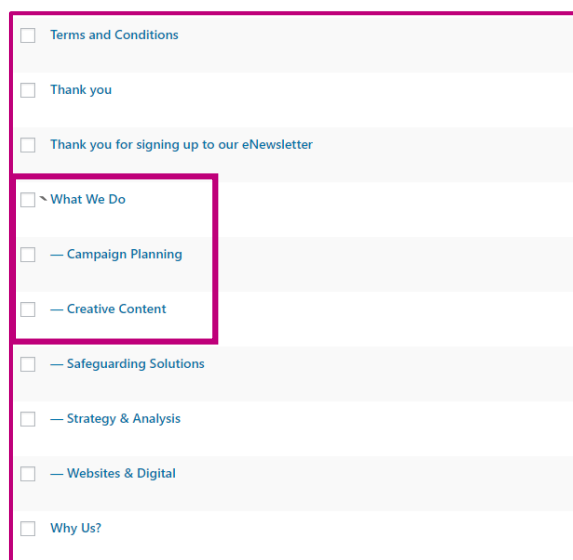 Terms and Conditions
Thank you
Thank you for signing up to our eNewsletter
What We Do
— Campaign Planning
— Creative Content
— Safeguarding Solutions
— Strategy & Analysis
— Websites & Digital
Why Us?